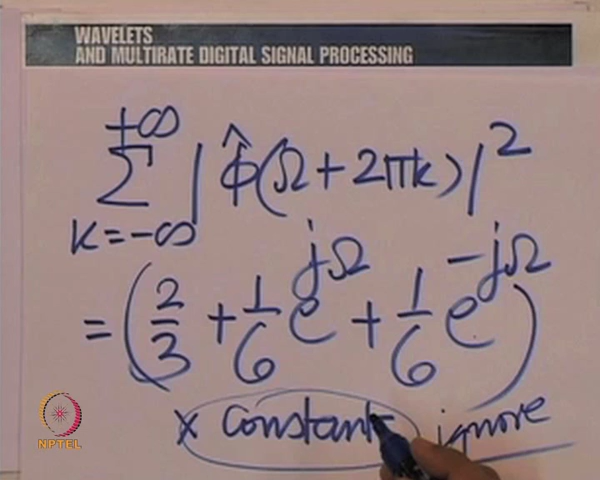 WAVELETS
AND MULTIRATE DIGITAL SIGNAL PROCESSING
+∞
∑ | Φ̂(Ω + 2πk) |²
K = -∞
= (2/3 + 1/6 e^{jΩ} + 1/6 e^{-jΩ})
× Constant ignore
NPTEL